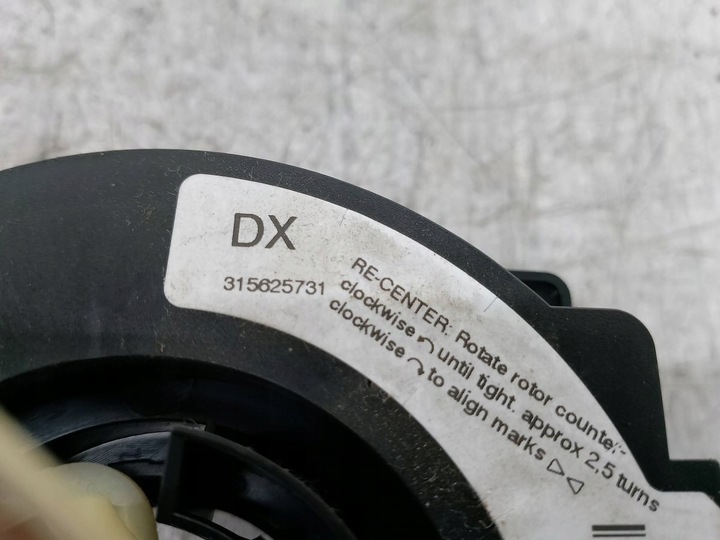 DX
315625731
RE-CENTER: Rotate rotor counter-
clockwise ↶ until tight. approx 2,5 turns
clockwise ↷ to align marks ▷◁